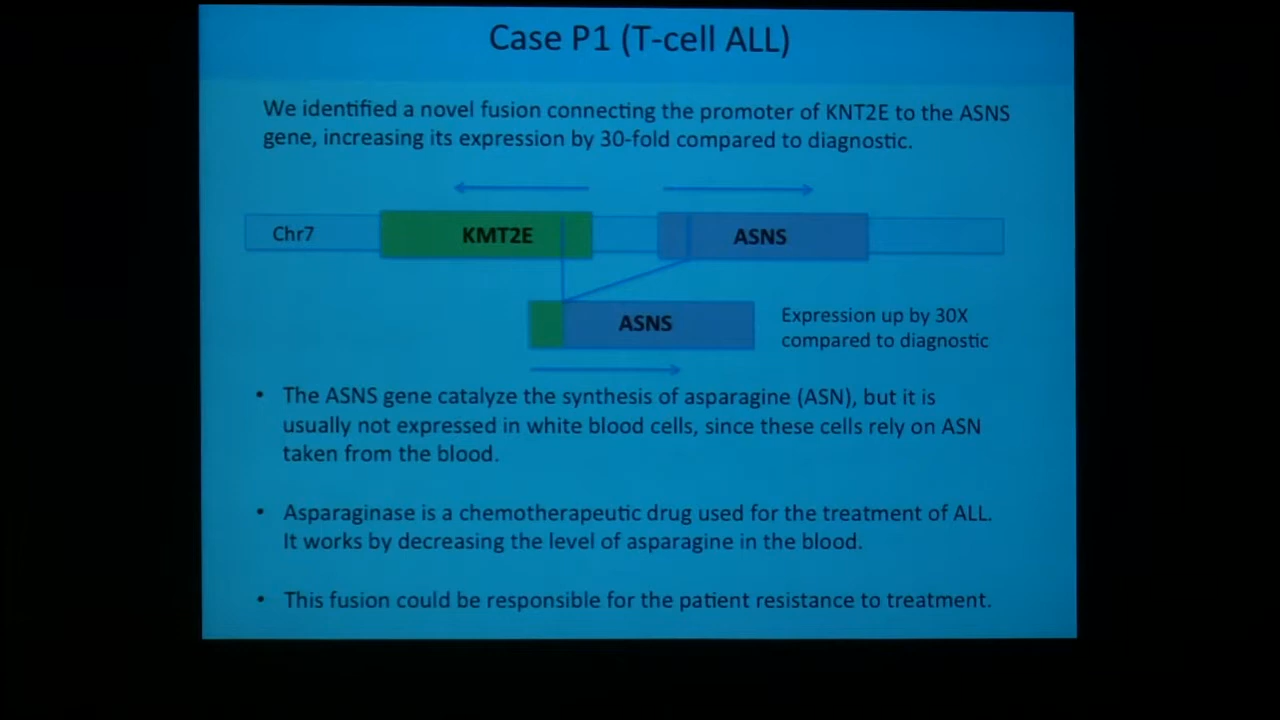 Case P1 (T-cell ALL)
We identified a novel fusion connecting the promoter of KNT2E to the ASNS
gene, increasing its expression by 30-fold compared to diagnostic.
Chr7
KMT2E
ASNS
ASNS
Expression up by 30X
compared to diagnostic
• The ASNS gene catalyze the synthesis of asparagine (ASN), but it is
usually not expressed in white blood cells, since these cells rely on ASN
taken from the blood.
• Asparaginase is a chemotherapeutic drug used for the treatment of ALL.
It works by decreasing the level of asparagine in the blood.
• This fusion could be responsible for the patient resistance to treatment.